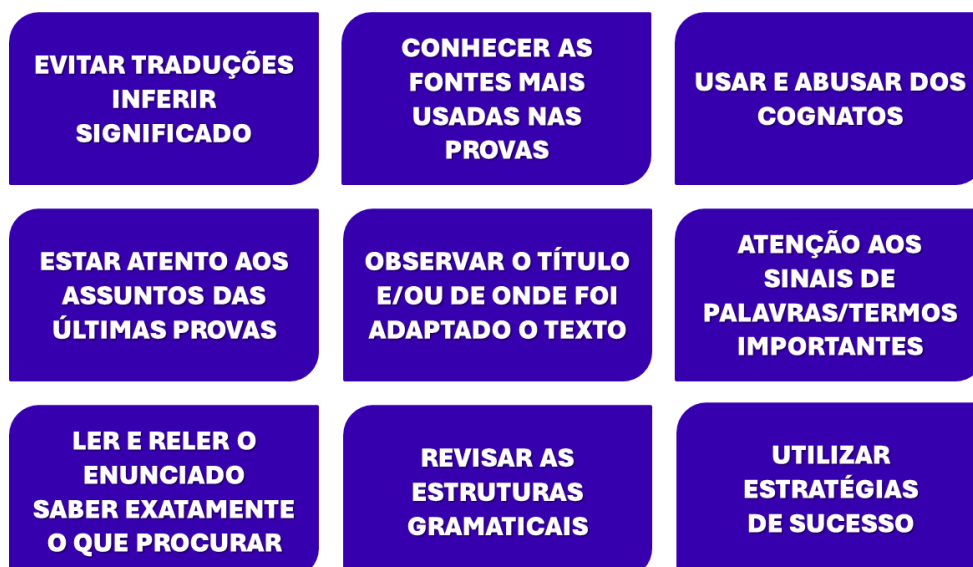 EVITAR TRADUÇÕES
INFERIR
SIGNIFICADO
CONHECER AS
FONTES MAIS
USADAS NAS
PROVAS
USAR E ABUSAR DOS
COGNATOS
ESTAR ATENTO AOS
ASSUNTOS DAS
ÚLTIMAS PROVAS
OBSERVAR O TÍTULO
E/OU DE ONDE FOI
ADAPTADO O TEXTO
ATENÇÃO AOS
SINAIS DE
PALAVRAS/TERMOS
IMPORTANTES
LER E RELER O
ENUNCIADO
SABER EXATAMENTE
O QUE PROCURAR
REVISAR AS
ESTRUTURAS
GRAMATICAIS
UTILIZAR
ESTRATÉGIAS
DE SUCESSO